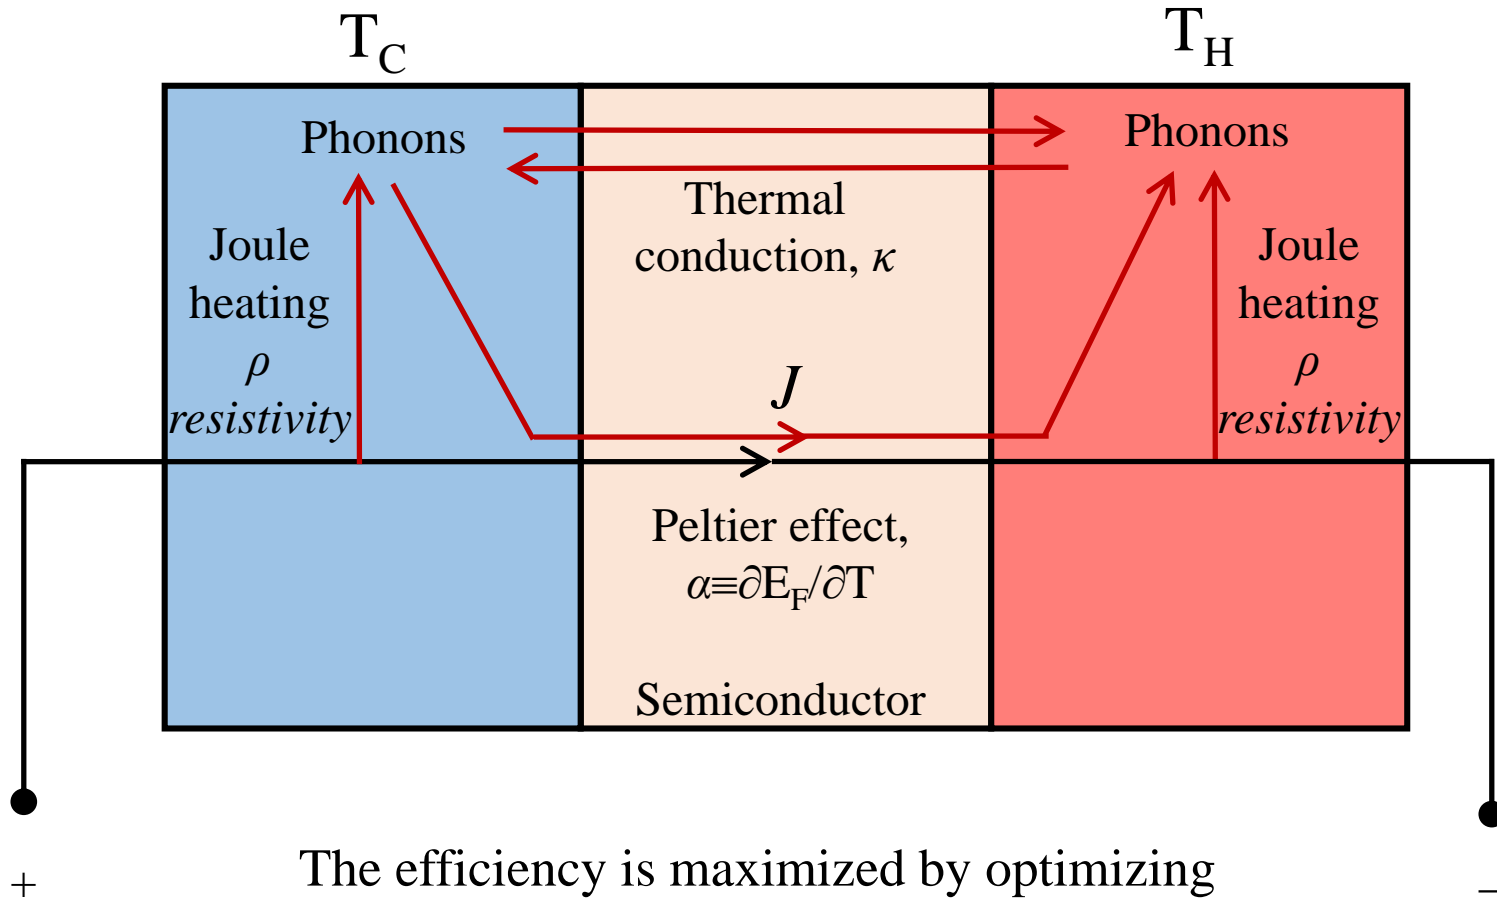 T_C
T_H
Phonons
Phonons
Thermal
conduction, κ
Joule
heating
ρ
resistivity
Joule
heating
ρ
resistivity
J
Peltier effect,
α≡∂E_F/∂T
Semiconductor
The efficiency is maximized by optimizing
+
−